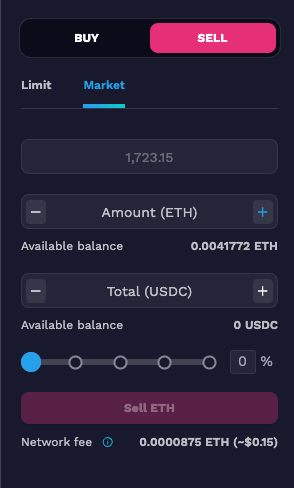 BUY SELL
Limit Market
1,723.15
− Amount (ETH) +
Available balance 0.0041772 ETH
− Total (USDC) +
Available balance 0 USDC
0 %
Sell ETH
Network fee 0.0000875 ETH (~$0.15)